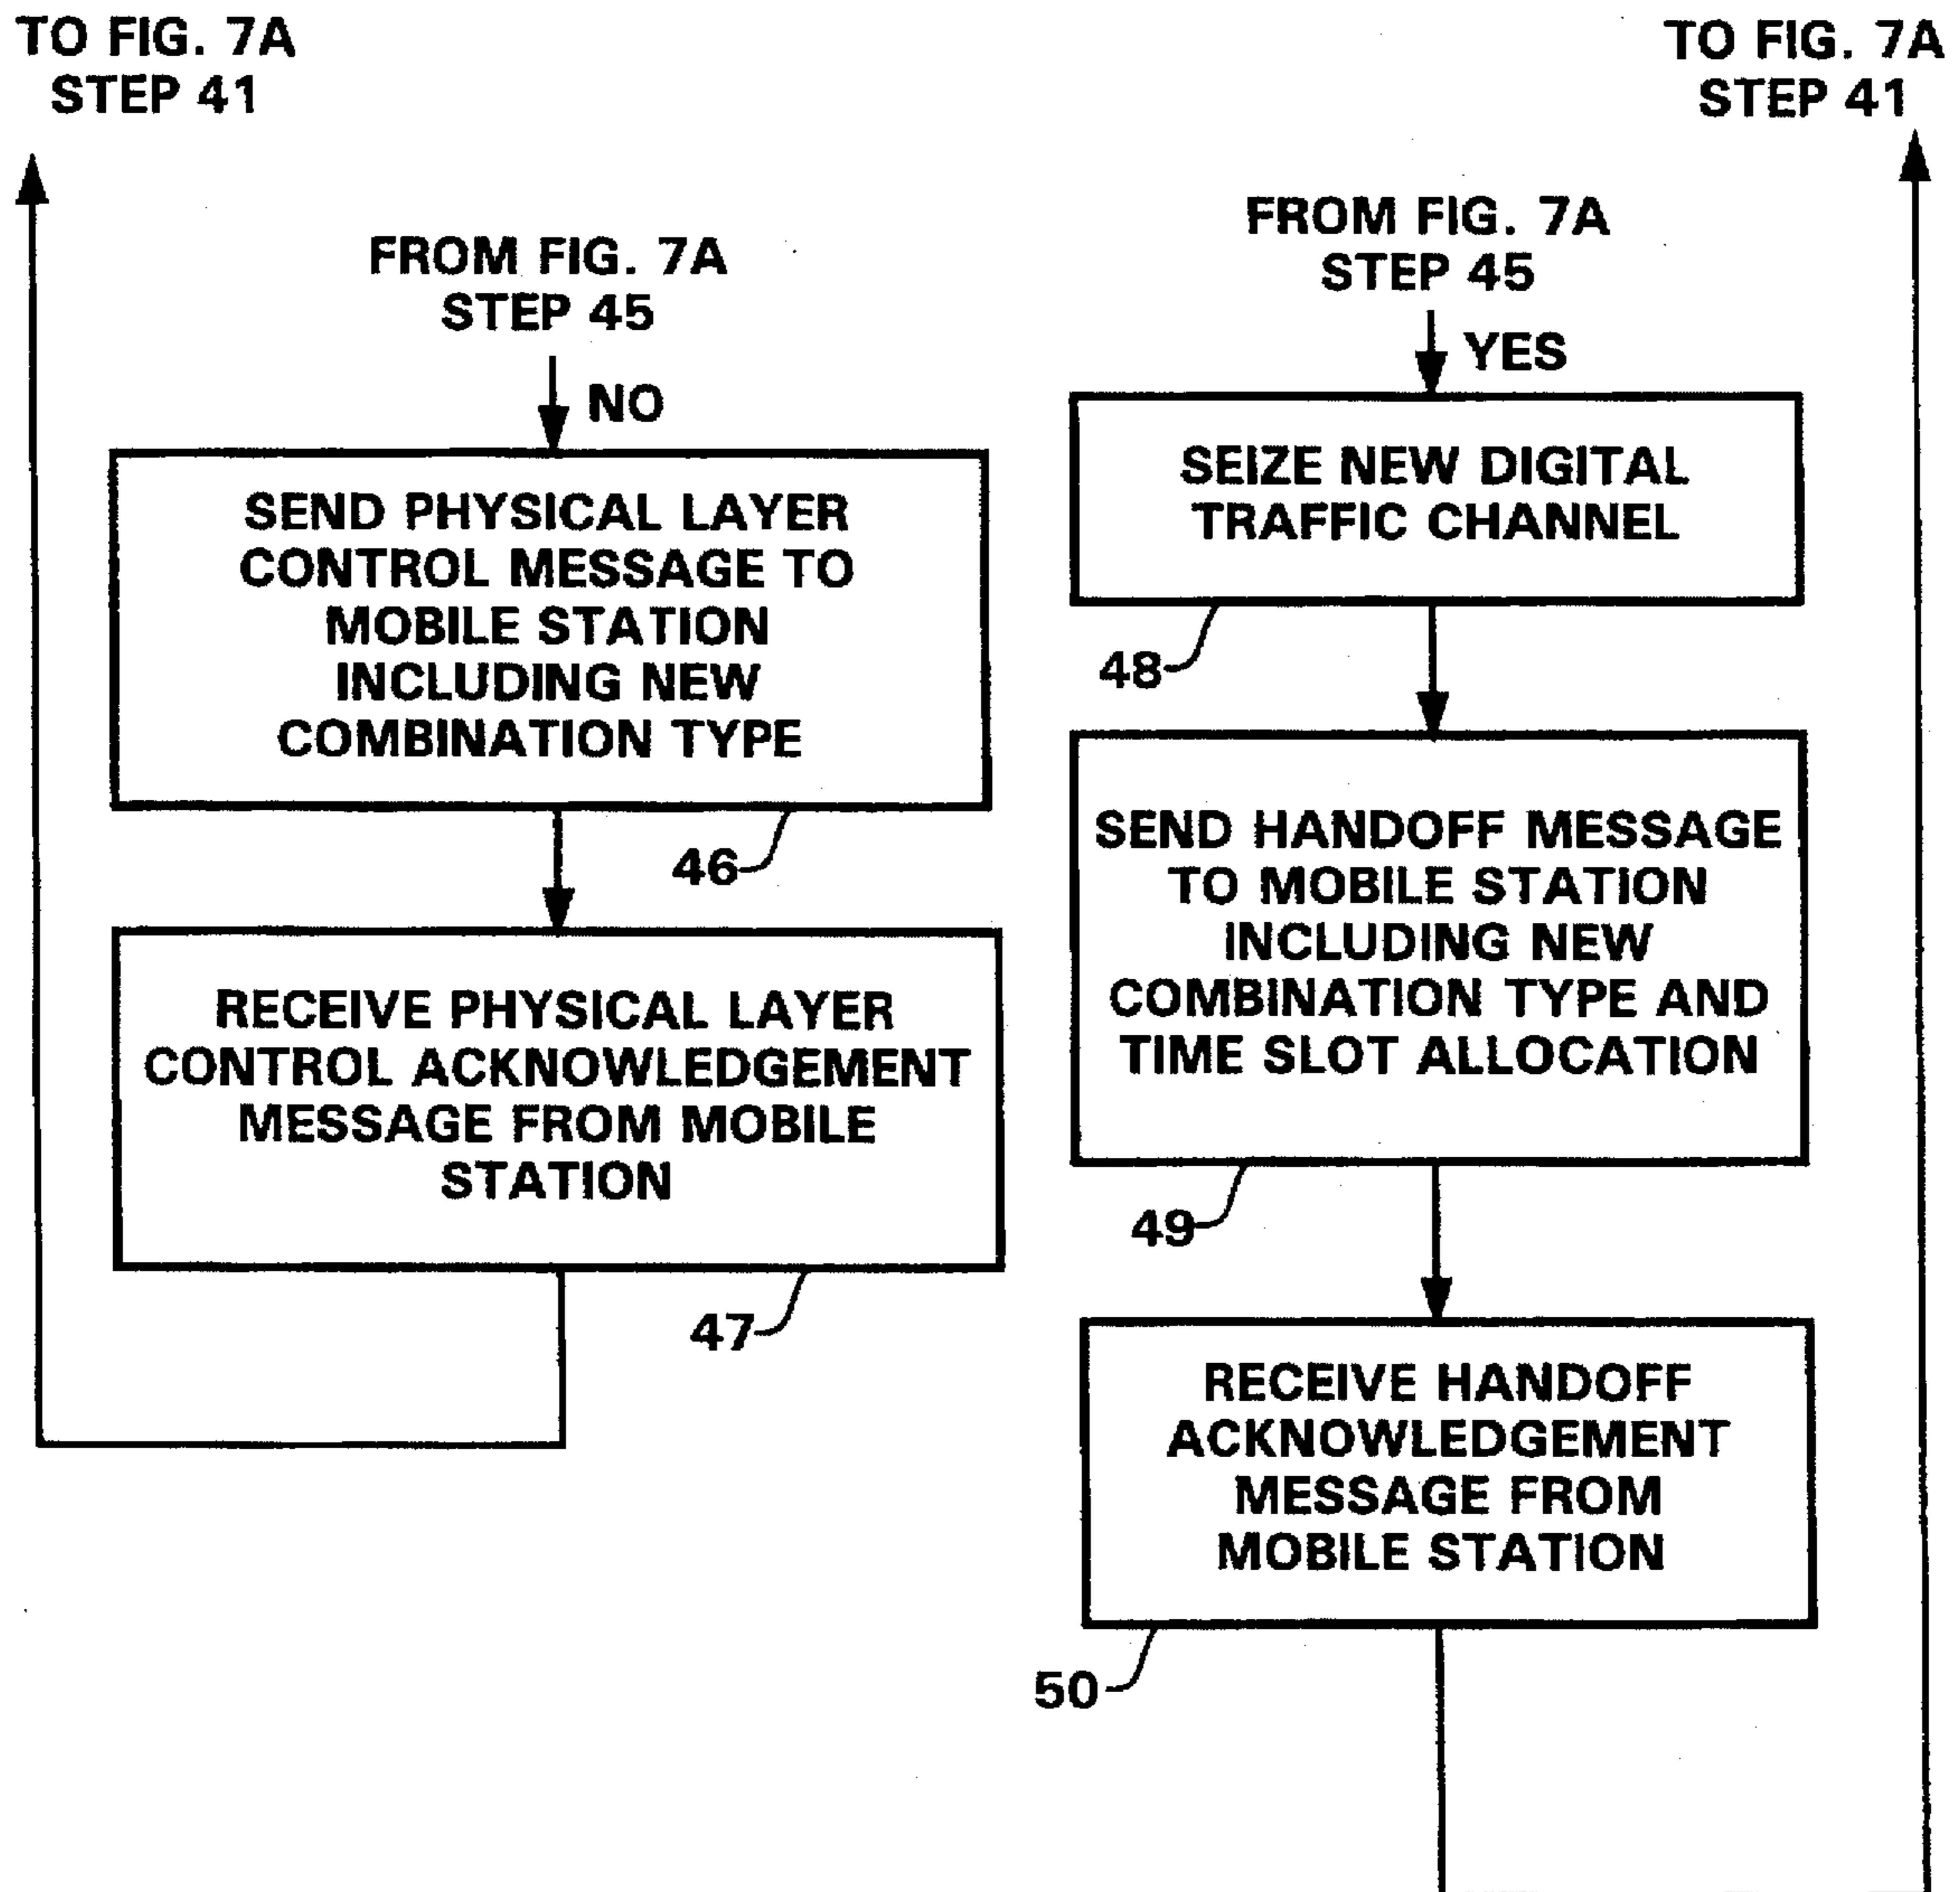 TO FIG. 7A
STEP 41
TO FIG. 7A
STEP 41
FROM FIG. 7A
STEP 45
NO
SEND PHYSICAL LAYER
CONTROL MESSAGE TO
MOBILE STATION
INCLUDING NEW
COMBINATION TYPE
46
RECEIVE PHYSICAL LAYER
CONTROL ACKNOWLEDGEMENT
MESSAGE FROM MOBILE
STATION
47
FROM FIG. 7A
STEP 45
YES
SEIZE NEW DIGITAL
TRAFFIC CHANNEL
48
SEND HANDOFF MESSAGE
TO MOBILE STATION
INCLUDING NEW
COMBINATION TYPE AND
TIME SLOT ALLOCATION
49
RECEIVE HANDOFF
ACKNOWLEDGEMENT
MESSAGE FROM
MOBILE STATION
50